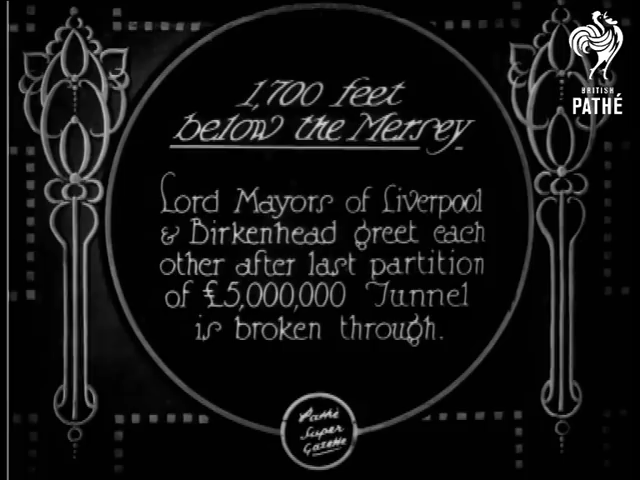 BRITISH
PATHÉ
1,700 feet
below the Mersey
Lord Mayors of Liverpool
& Birkenhead greet each
other after last partition
of £5,000,000 Tunnel
is broken through.
Pathé
Super
Gazette